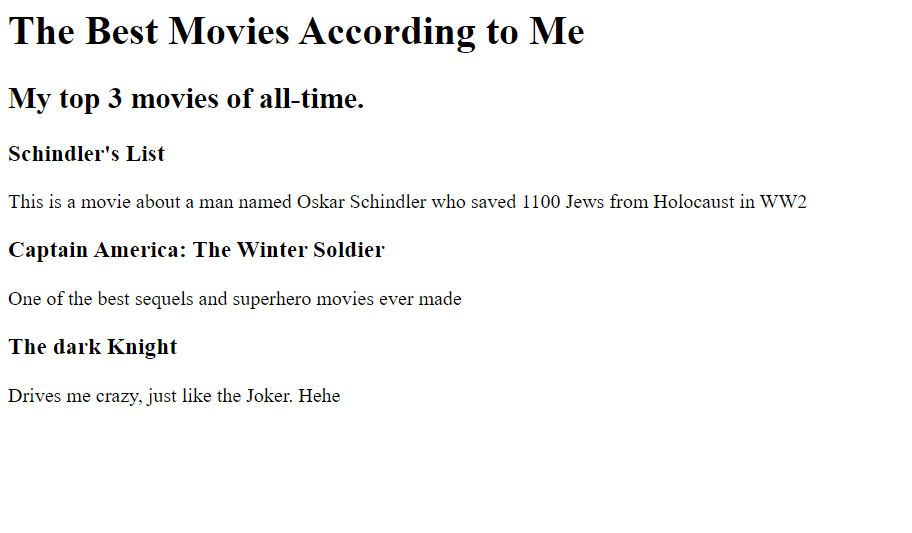 The Best Movies According to Me
My top 3 movies of all-time.
Schindler's List
This is a movie about a man named Oskar Schindler who saved 1100 Jews from Holocaust in WW2
Captain America: The Winter Soldier
One of the best sequels and superhero movies ever made
The dark Knight
Drives me crazy, just like the Joker. Hehe